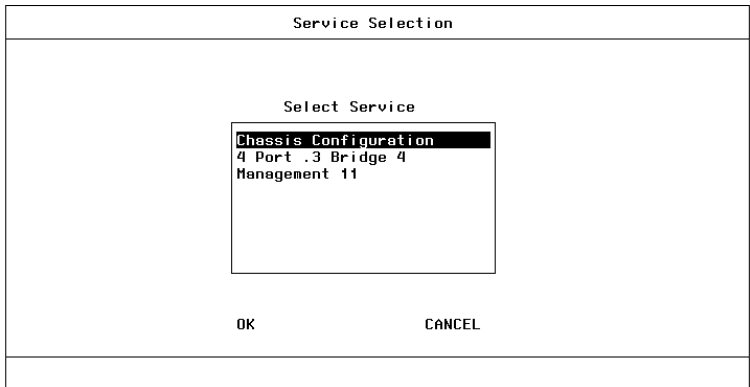 Service Selection
Select Service
Chassis Configuration
4 Port .3 Bridge 4
Management 11
OK CANCEL